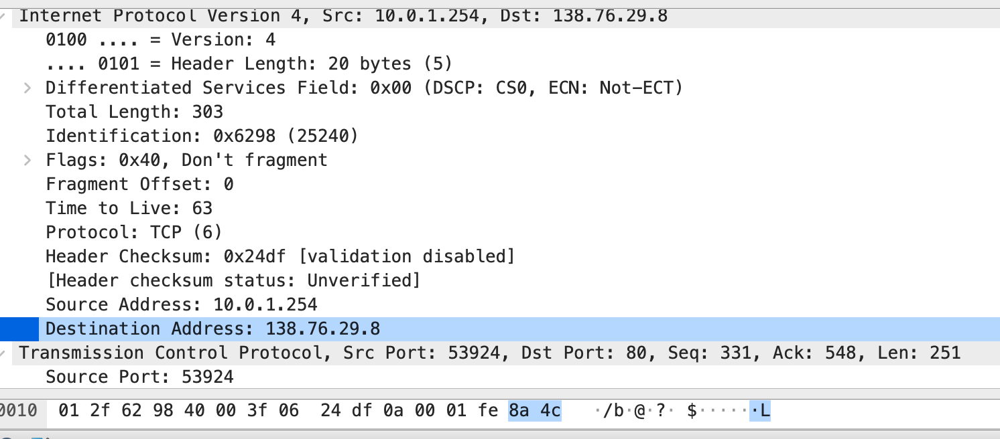 Internet Protocol Version 4, Src: 10.0.1.254, Dst: 138.76.29.8
0100 .... = Version: 4
.... 0101 = Header Length: 20 bytes (5)
Differentiated Services Field: 0x00 (DSCP: CS0, ECN: Not-ECT)
Total Length: 303
Identification: 0x6298 (25240)
Flags: 0x40, Don't fragment
Fragment Offset: 0
Time to Live: 63
Protocol: TCP (6)
Header Checksum: 0x24df [validation disabled]
[Header checksum status: Unverified]
Source Address: 10.0.1.254
Destination Address: 138.76.29.8
Transmission Control Protocol, Src Port: 53924, Dst Port: 80, Seq: 331, Ack: 548, Len: 251
Source Port: 53924
0010 01 2f 62 98 40 00 3f 06 24 df 0a 00 01 fe 8a 4c ·/b·@·?· $······L